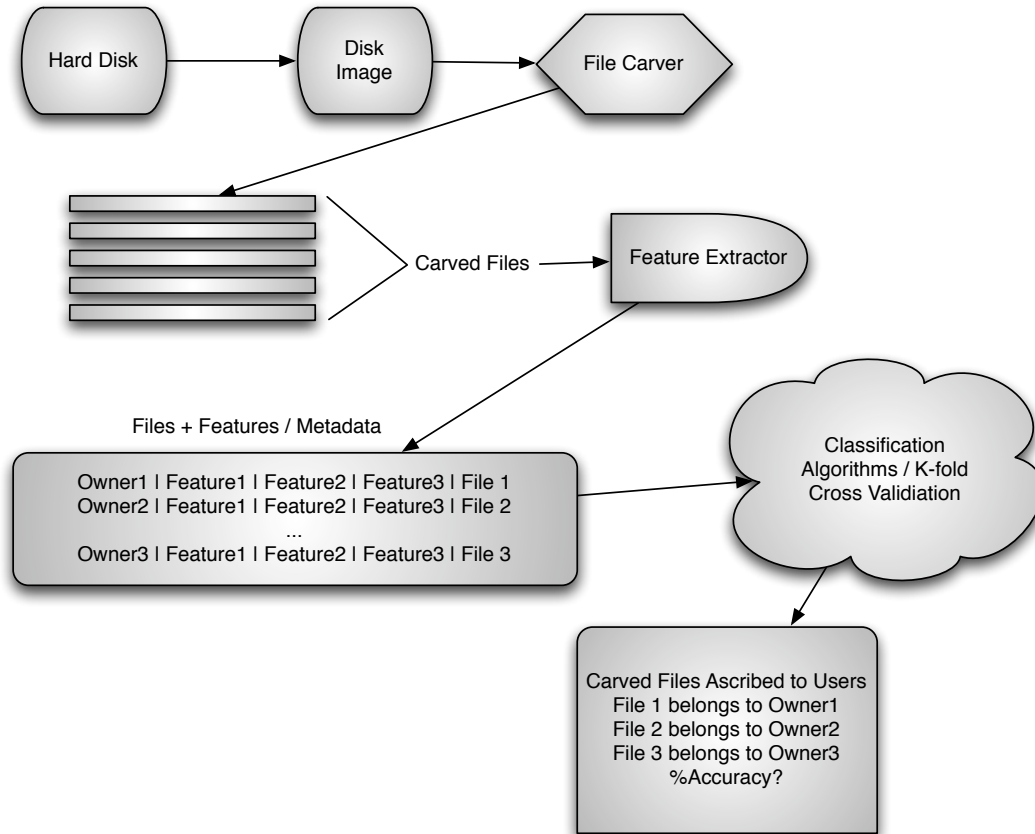 Hard Disk
Disk
Image
File Carver
Carved Files
Feature Extractor
Files + Features / Metadata
Owner1 | Feature1 | Feature2 | Feature3 | File 1
Owner2 | Feature1 | Feature2 | Feature3 | File 2
...
Owner3 | Feature1 | Feature2 | Feature3 | File 3
Classification
Algorithms / K-fold
Cross Validiation
Carved Files Ascribed to Users
File 1 belongs to Owner1
File 2 belongs to Owner2
File 3 belongs to Owner3
%Accuracy?